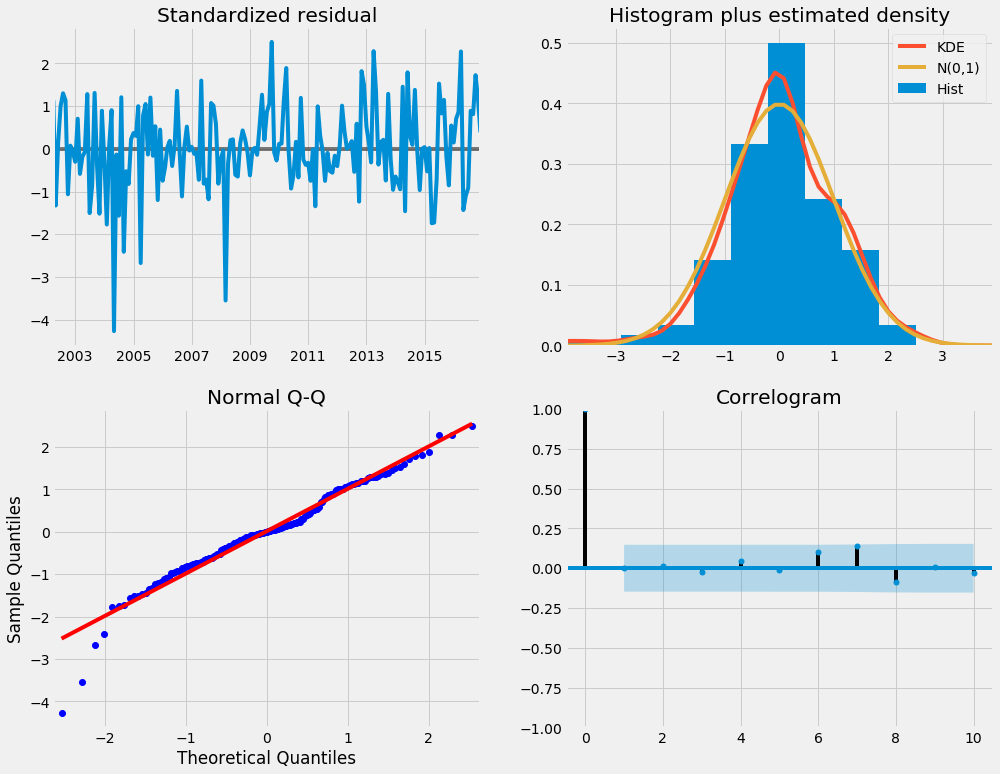 Standardized residual
2
1
0
−1
−2
−3
−4
2003 2005 2007 2009 2011 2013 2015
Histogram plus estimated density
KDE
N(0,1)
Hist
0.5
0.4
0.3
0.2
0.1
0.0
−3 −2 −1 0 1 2 3
Normal Q-Q
Sample Quantiles
2
1
0
−1
−2
−3
−4
−2 −1 0 1 2
Theoretical Quantiles
Correlogram
1.00
0.75
0.50
0.25
0.00
−0.25
−0.50
−0.75
−1.00
0 2 4 6 8 10